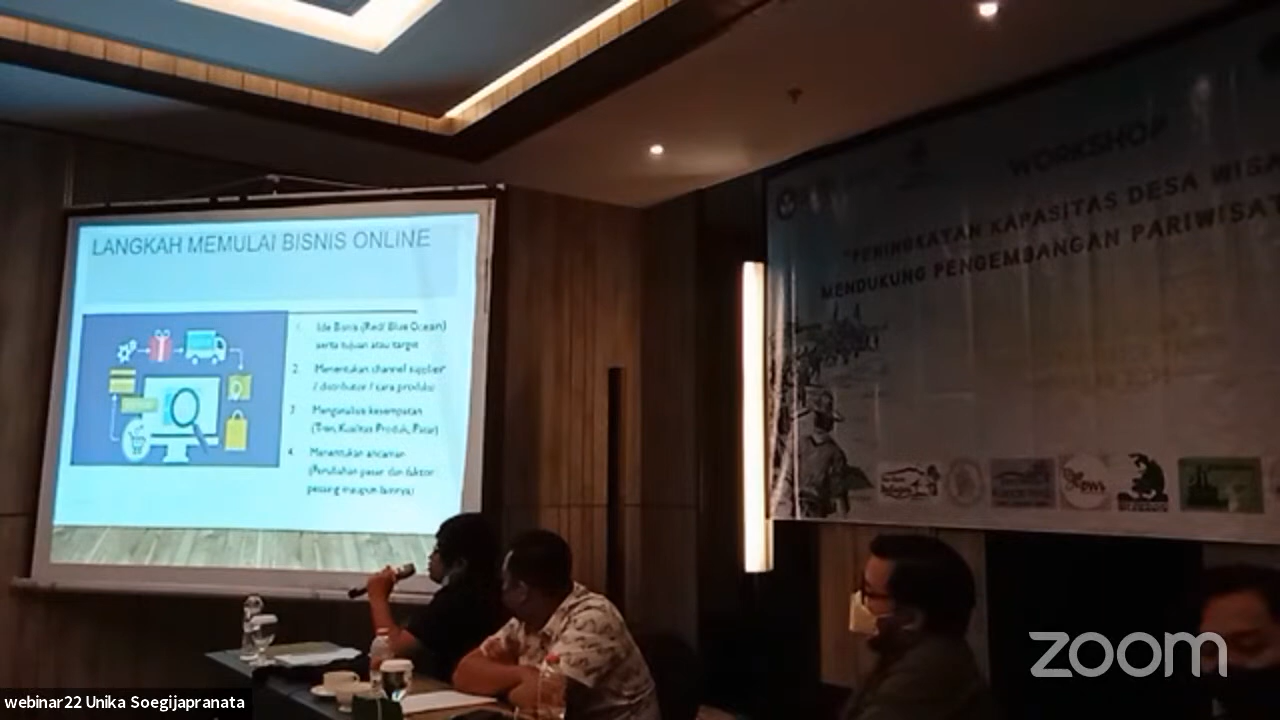 LANGKAH MEMULAI BISNIS ONLINE
1. Ide Bisnis (Red/ Blue Ocean)
serta tujuan atau target
2. Menentukan channel supplier
/ distributor / cara produksi
3. Menganalisis kesempatan
(Tren, Kualitas Produk, Pasar)
4. Menentukan ancaman
(Perubahan pasar dan faktor
pesaing maupun lainnya)
WORKSHOP
"PENINGKATAN KAPASITAS DESA WISA
MENDUKUNG PENGEMBANGAN PARIWISAT
zoom
webinar22 Unika Soegijapranata